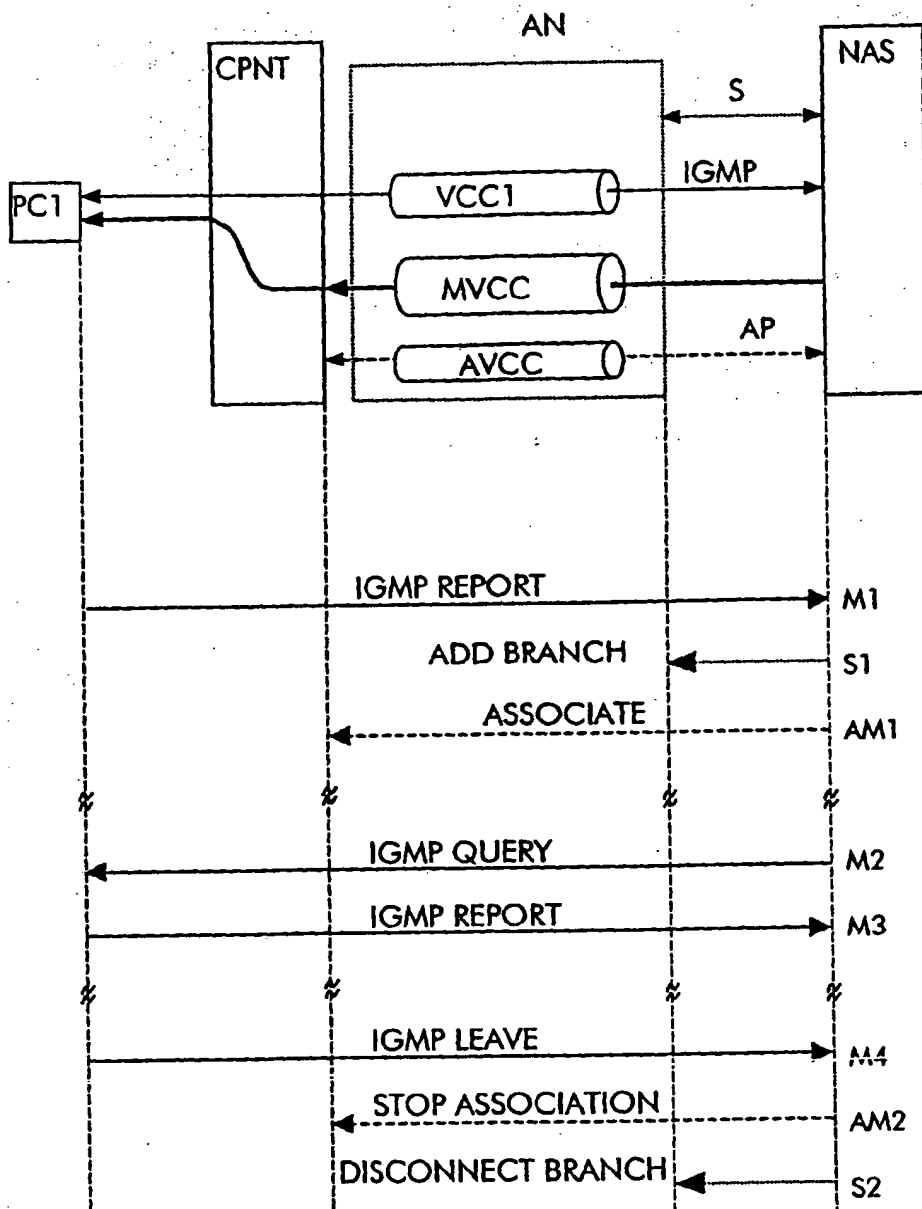 AN
CPNT
NAS
S
IGMP
VCC1
PC1
MVCC
AP
AVCC
IGMP REPORT M1
ADD BRANCH S1
ASSOCIATE AM1
IGMP QUERY M2
IGMP REPORT M3
IGMP LEAVE M4
STOP ASSOCIATION AM2
DISCONNECT BRANCH S2